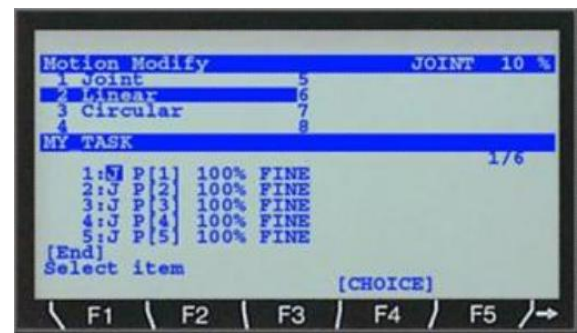 Motion Modify JOINT 10 %
1 Joint 5
2 Linear 6
3 Circular 7
4 8
MY TASK
1/6
1:J P[1] 100% FINE
2:J P[2] 100% FINE
3:J P[3] 100% FINE
4:J P[4] 100% FINE
5:J P[5] 100% FINE
[End]
Select item
[CHOICE]
F1 F2 F3 F4 F5 →